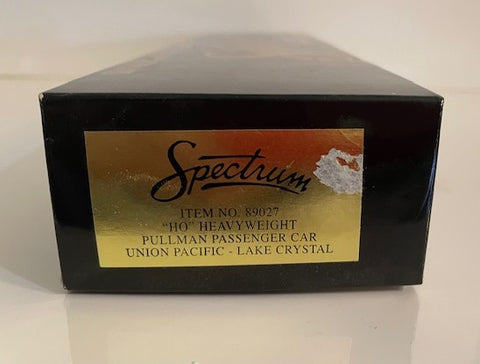 Spectrum
ITEM NO. 89027
"HO" HEAVYWEIGHT
PULLMAN PASSENGER CAR
UNION PACIFIC - LAKE CRYSTAL